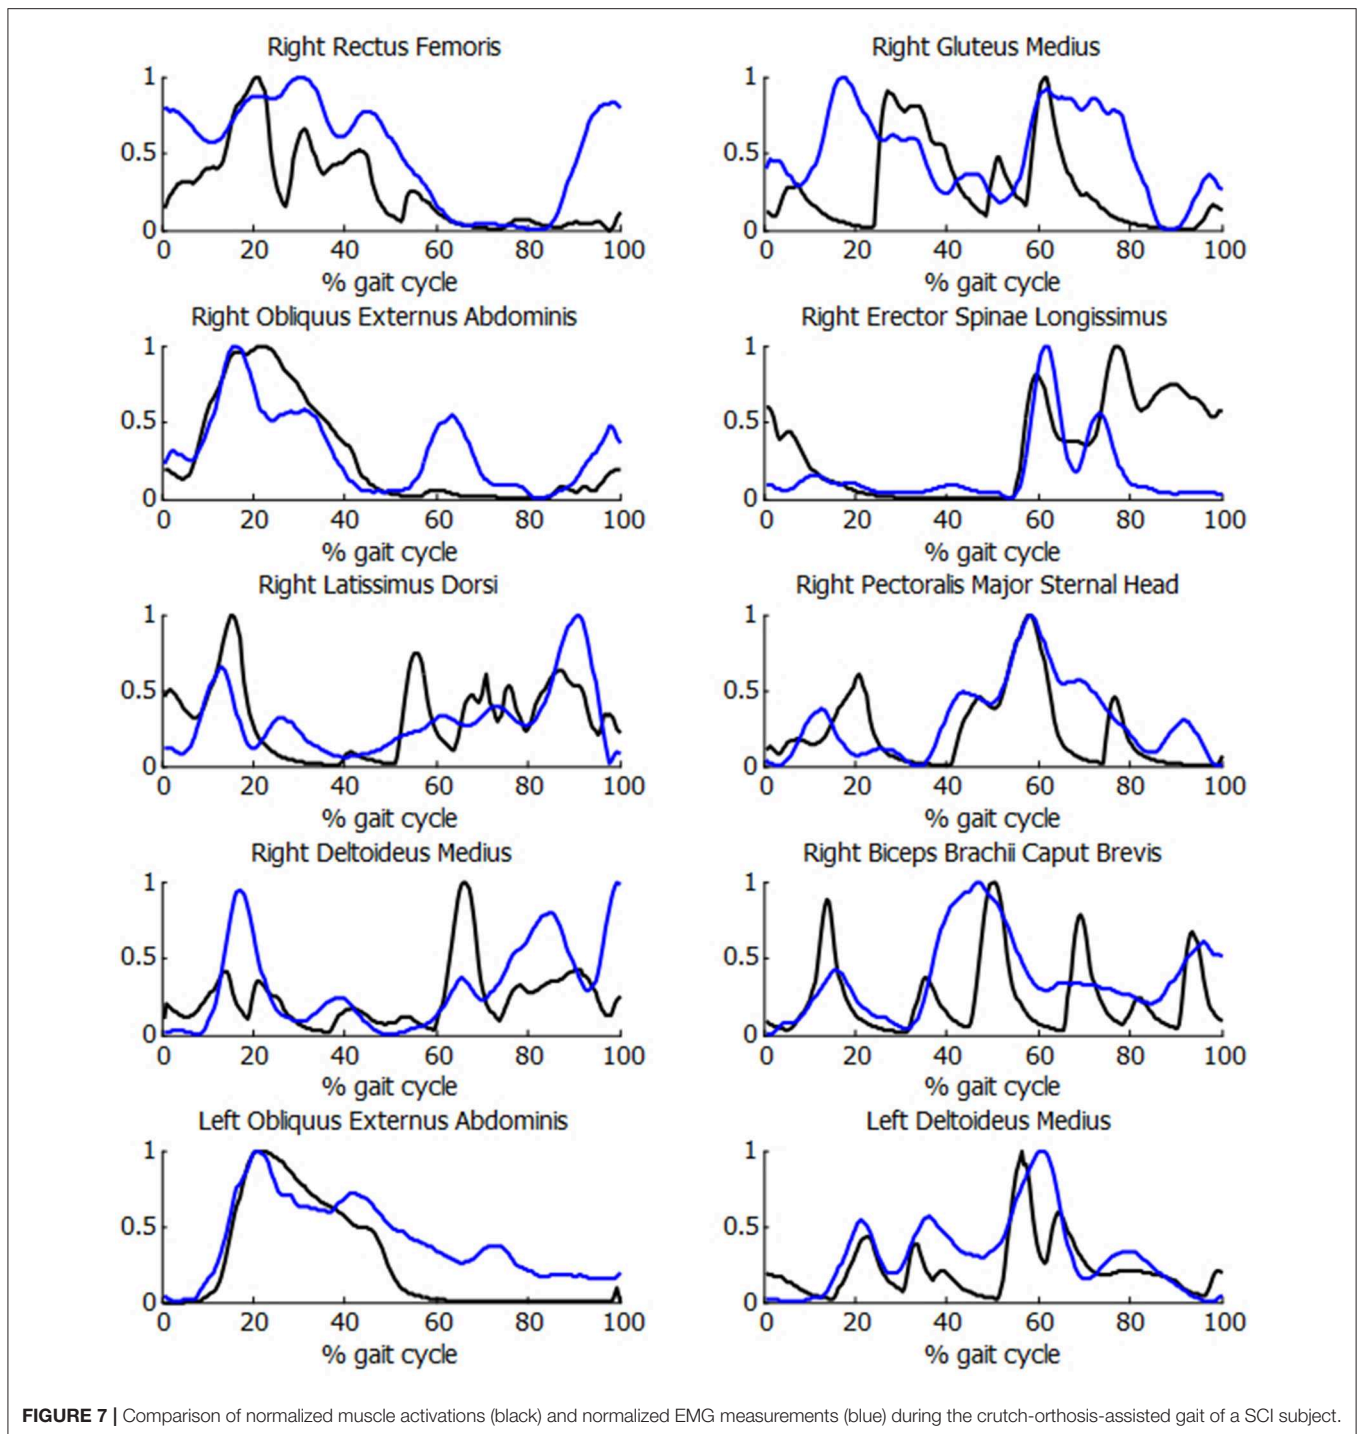 Right Rectus Femoris
1
0.5
0
0 20 40 60 80 100
% gait cycle
Right Gluteus Medius
1
0.5
0
0 20 40 60 80 100
% gait cycle
Right Obliquus Externus Abdominis
1
0.5
0
0 20 40 60 80 100
% gait cycle
Right Erector Spinae Longissimus
1
0.5
0
0 20 40 60 80 100
% gait cycle
Right Latissimus Dorsi
1
0.5
0
0 20 40 60 80 100
% gait cycle
Right Pectoralis Major Sternal Head
1
0.5
0
0 20 40 60 80 100
% gait cycle
Right Deltoideus Medius
1
0.5
0
0 20 40 60 80 100
% gait cycle
Right Biceps Brachii Caput Brevis
1
0.5
0
0 20 40 60 80 100
% gait cycle
Left Obliquus Externus Abdominis
1
0.5
0
0 20 40 60 80 100
% gait cycle
Left Deltoideus Medius
1
0.5
0
0 20 40 60 80 100
% gait cycle
FIGURE 7 | Comparison of normalized muscle activations (black) and normalized EMG measurements (blue) during the crutch-orthosis-assisted gait of a SCI subject.